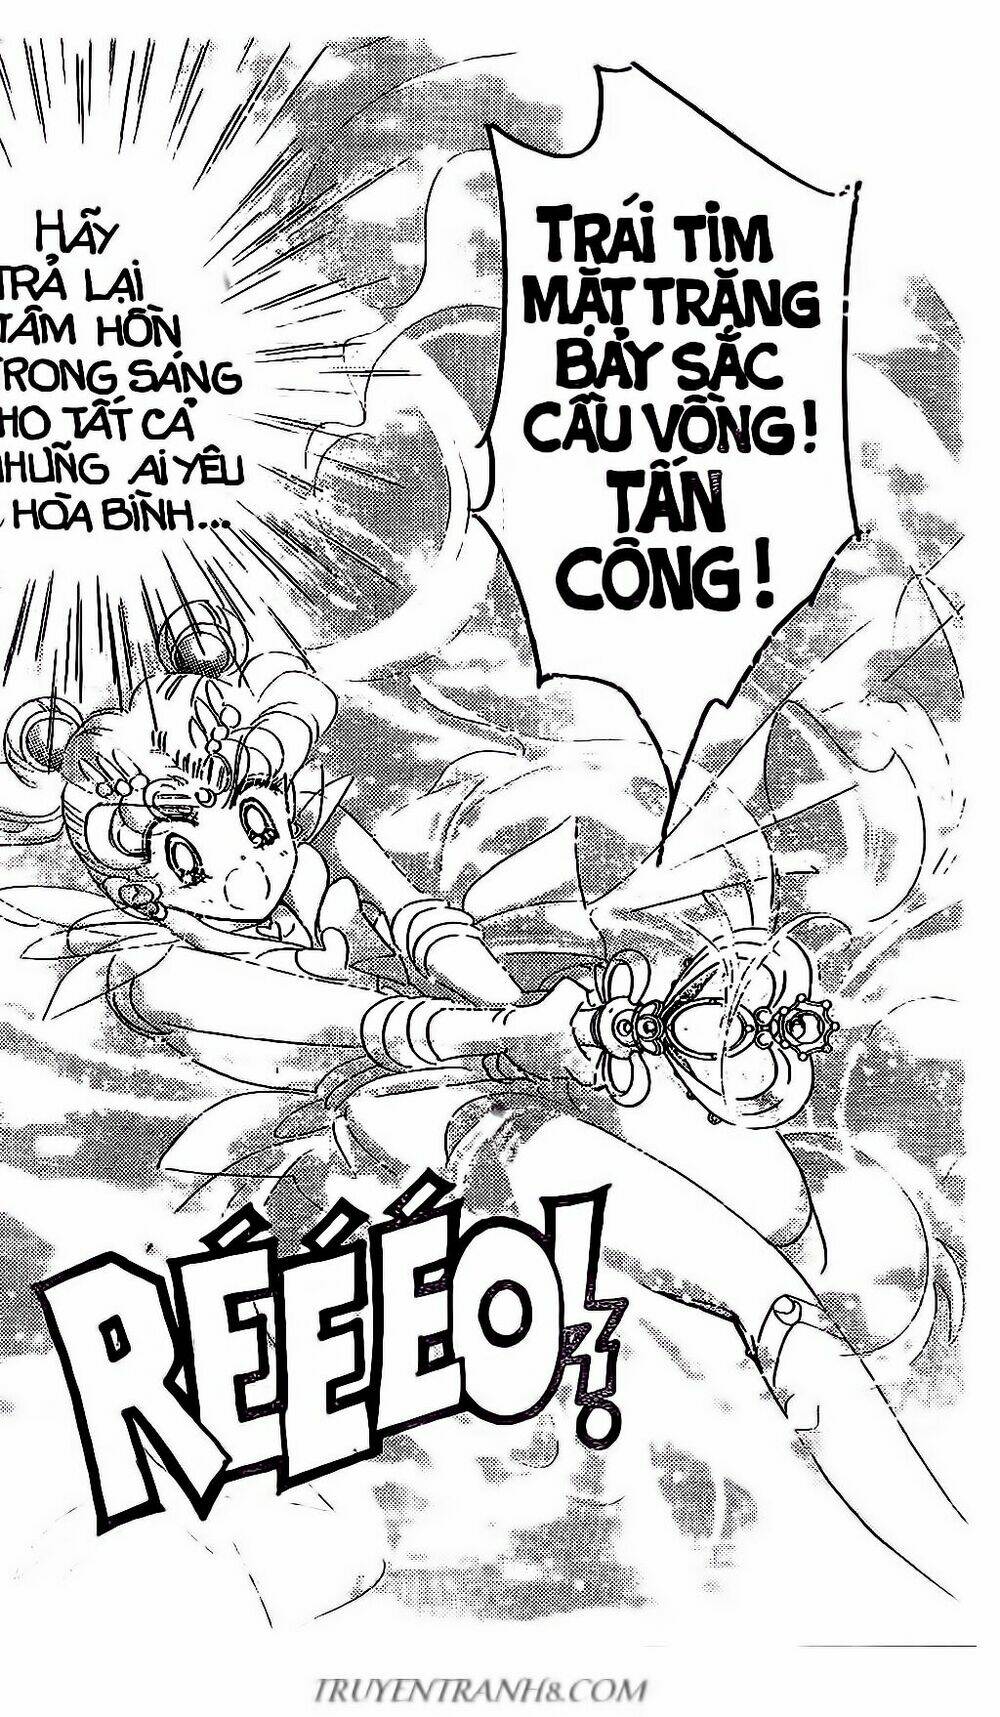 HÃY
TRẢ LẠI
TÂM HỒN
TRONG SÁNG
HO TẤT CẢ
NHỮNG AI YÊU
HÒA BÌNH...
TRÁI TIM
MẶT TRĂNG
BẢY SẮC
CẦU VỒNG!
TẤN
CÔNG!
RÉÉÉO!
TRUYENTRANH8.COM